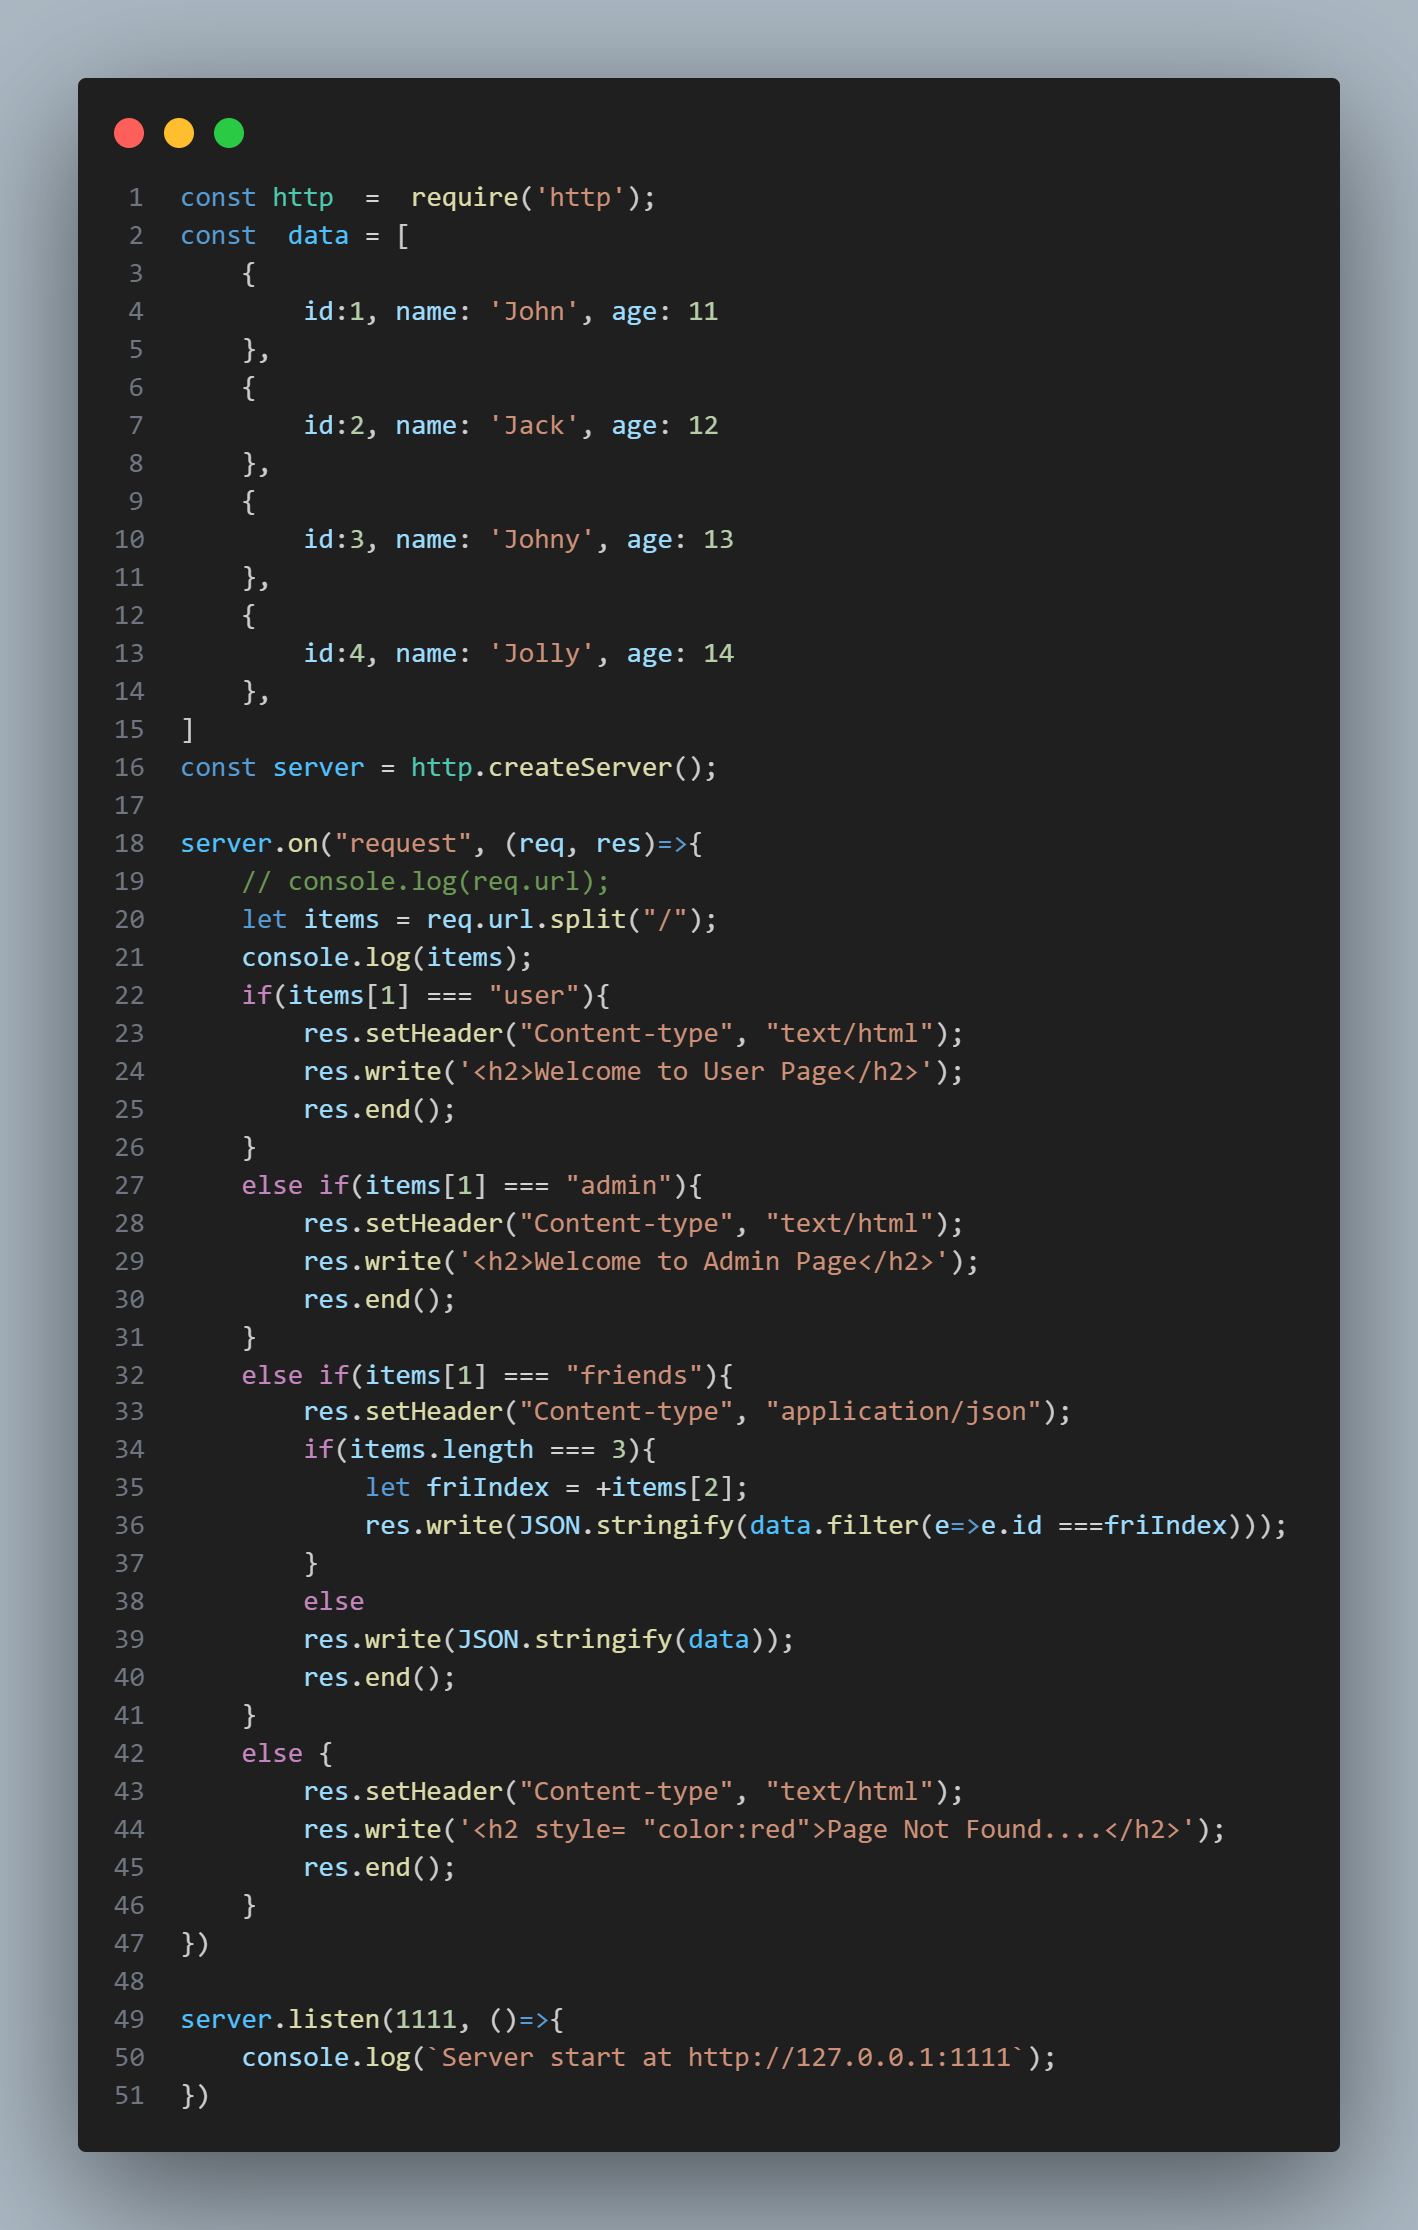 1 const http  =  require('http');
2 const  data = [
3     {
4         id:1, name: 'John', age: 11
5     },
6     {
7         id:2, name: 'Jack', age: 12
8     },
9     {
10         id:3, name: 'Johny', age: 13
11     },
12     {
13         id:4, name: 'Jolly', age: 14
14     },
15 ]
16 const server = http.createServer();
17
18 server.on("request", (req, res)=>{
19     // console.log(req.url);
20     let items = req.url.split("/");
21     console.log(items);
22     if(items[1] === "user"){
23         res.setHeader("Content-type", "text/html");
24         res.write('<h2>Welcome to User Page</h2>');
25         res.end();
26     }
27     else if(items[1] === "admin"){
28         res.setHeader("Content-type", "text/html");
29         res.write('<h2>Welcome to Admin Page</h2>');
30         res.end();
31     }
32     else if(items[1] === "friends"){
33         res.setHeader("Content-type", "application/json");
34         if(items.length === 3){
35             let friIndex = +items[2];
36             res.write(JSON.stringify(data.filter(e=>e.id ===friIndex)));
37         }
38         else
39         res.write(JSON.stringify(data));
40         res.end();
41     }
42     else {
43         res.setHeader("Content-type", "text/html");
44         res.write('<h2 style= "color:red">Page Not Found....</h2>');
45         res.end();
46     }
47 })
48
49 server.listen(1111, ()=>{
50     console.log(`Server start at http://127.0.0.1:1111`);
51 })